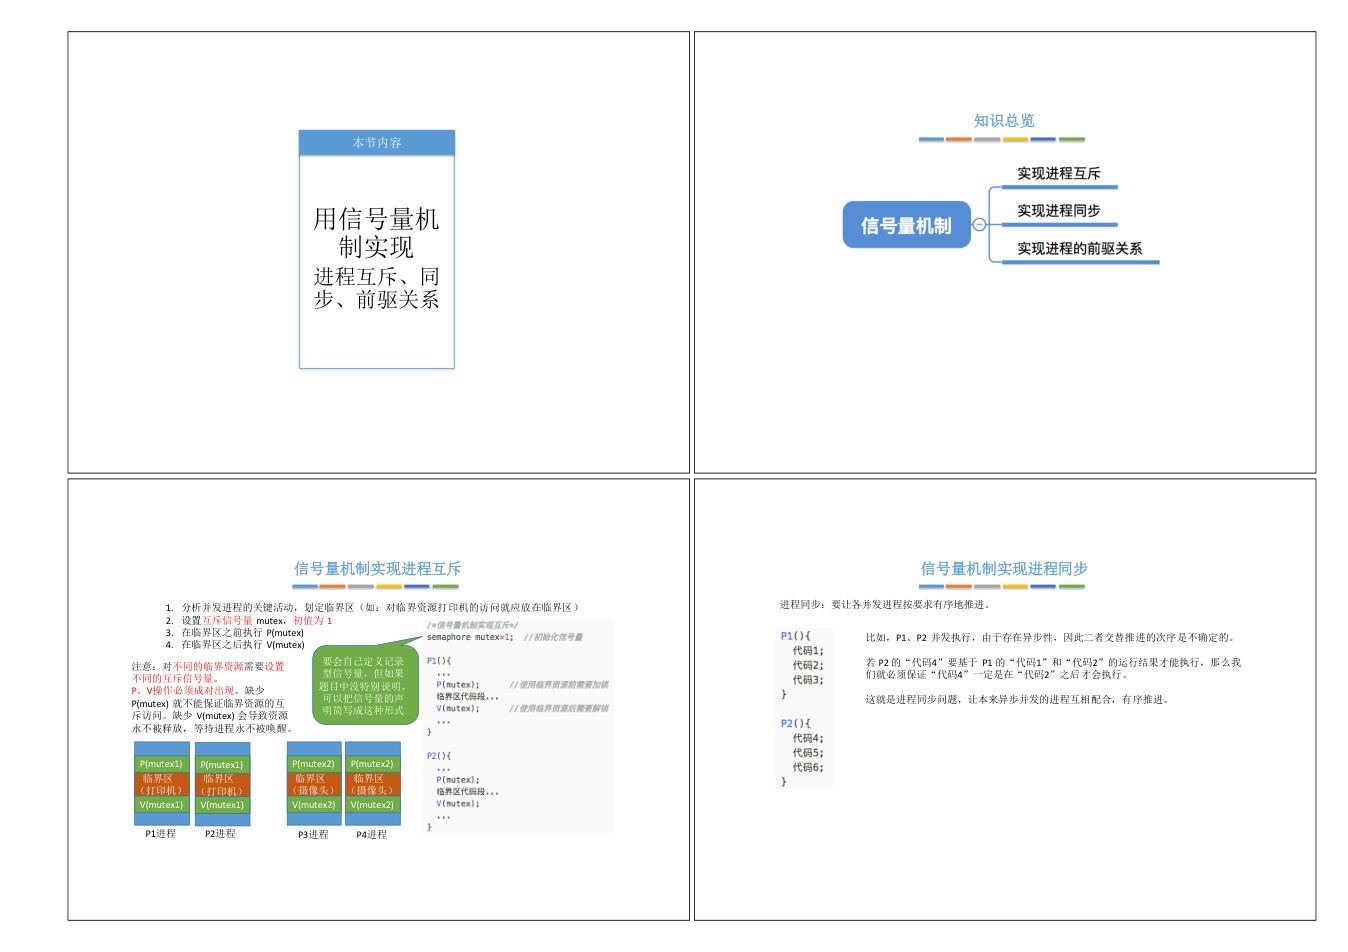 本节内容
用信号量机
制实现
进程互斥、同
步、前驱关系
知识总览
信号量机制
实现进程互斥
实现进程同步
实现进程的前驱关系
信号量机制实现进程互斥
1. 分析并发进程的关键活动，划定临界区（如：对临界资源打印机的访问就应放在临界区）
2. 设置互斥信号量 mutex，初值为 1
3. 在临界区之前执行 P(mutex)
4. 在临界区之后执行 V(mutex)
注意：对不同的临界资源需要设置
不同的互斥信号量。
P、V操作必须成对出现。缺少
P(mutex) 就不能保证临界资源的互
斥访问。缺少 V(mutex) 会导致资源
永不被释放，等待进程永不被唤醒。
要会自己定义记录
型信号量，但如果
题目中没特别说明，
可以把信号量的声
明简写成这种形式
/*信号量机制实现互斥*/
semaphore mutex=1; //初始化信号量
P1(){
...
P(mutex); //使用临界资源前需要加锁
临界区代码段...
V(mutex); //使用临界资源后需要解锁
...
}
P2(){
...
P(mutex);
临界区代码段...
V(mutex);
...
}
P(mutex1)
临界区
（打印机）
V(mutex1)
P1进程
P(mutex1)
临界区
（打印机）
V(mutex1)
P2进程
P(mutex2)
临界区
（摄像头）
V(mutex2)
P3进程
P(mutex2)
临界区
（摄像头）
V(mutex2)
P4进程
信号量机制实现进程同步
进程同步：要让各并发进程按要求有序地推进。
P1(){
代码1;
代码2;
代码3;
}
P2(){
代码4;
代码5;
代码6;
}
比如，P1、P2 并发执行，由于存在异步性，因此二者交替推进的次序是不确定的。
若 P2 的“代码4”要基于 P1 的“代码1”和“代码2”的运行结果才能执行，那么我
们就必须保证“代码4”一定是在“代码2”之后才会执行。
这就是进程同步问题，让本来异步并发的进程互相配合，有序推进。